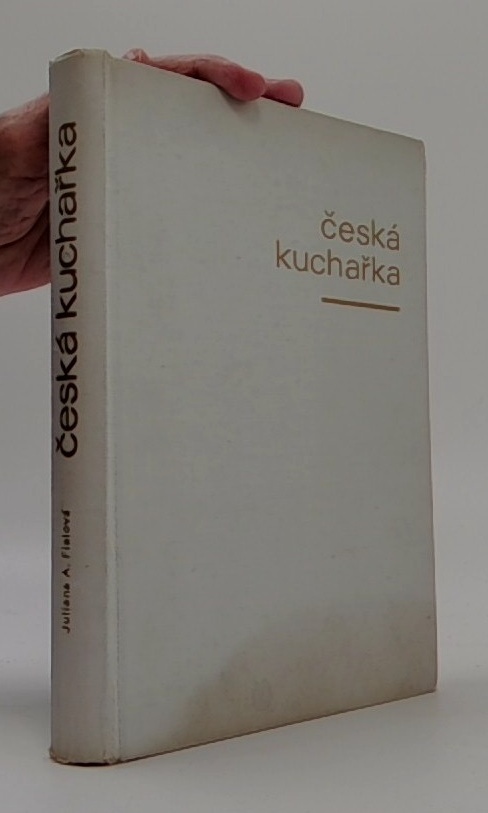 česká
kuchařka
česká kuchařka
Juliana A. Fialová